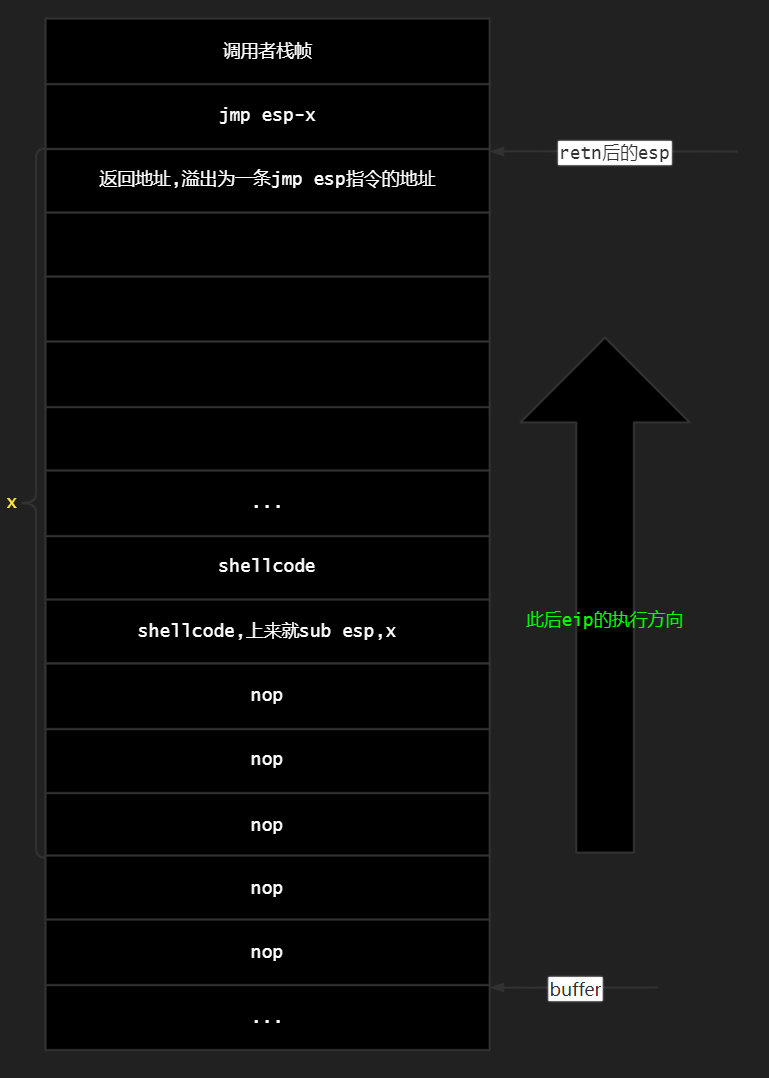 调用者栈帧
jmp esp-x
retn后的esp
返回地址,溢出为一条jmp esp指令的地址
x
...
shellcode
shellcode,上来就sub esp,x
此后eip的执行方向
nop
nop
nop
nop
nop
buffer
...